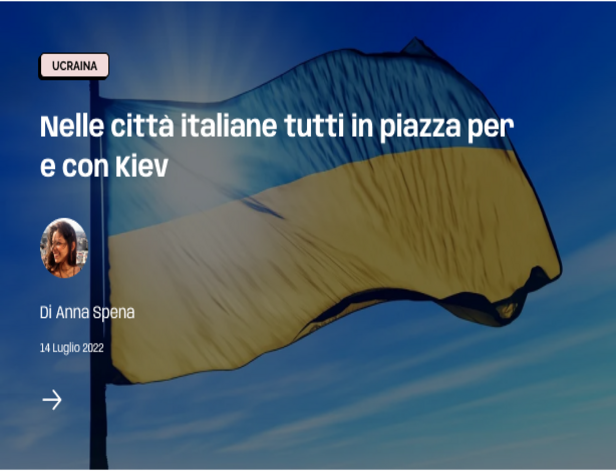 UCRAINA
Nelle città italiane tutti in piazza per
e con Kiev
Di Anna Spena
14 Luglio 2022